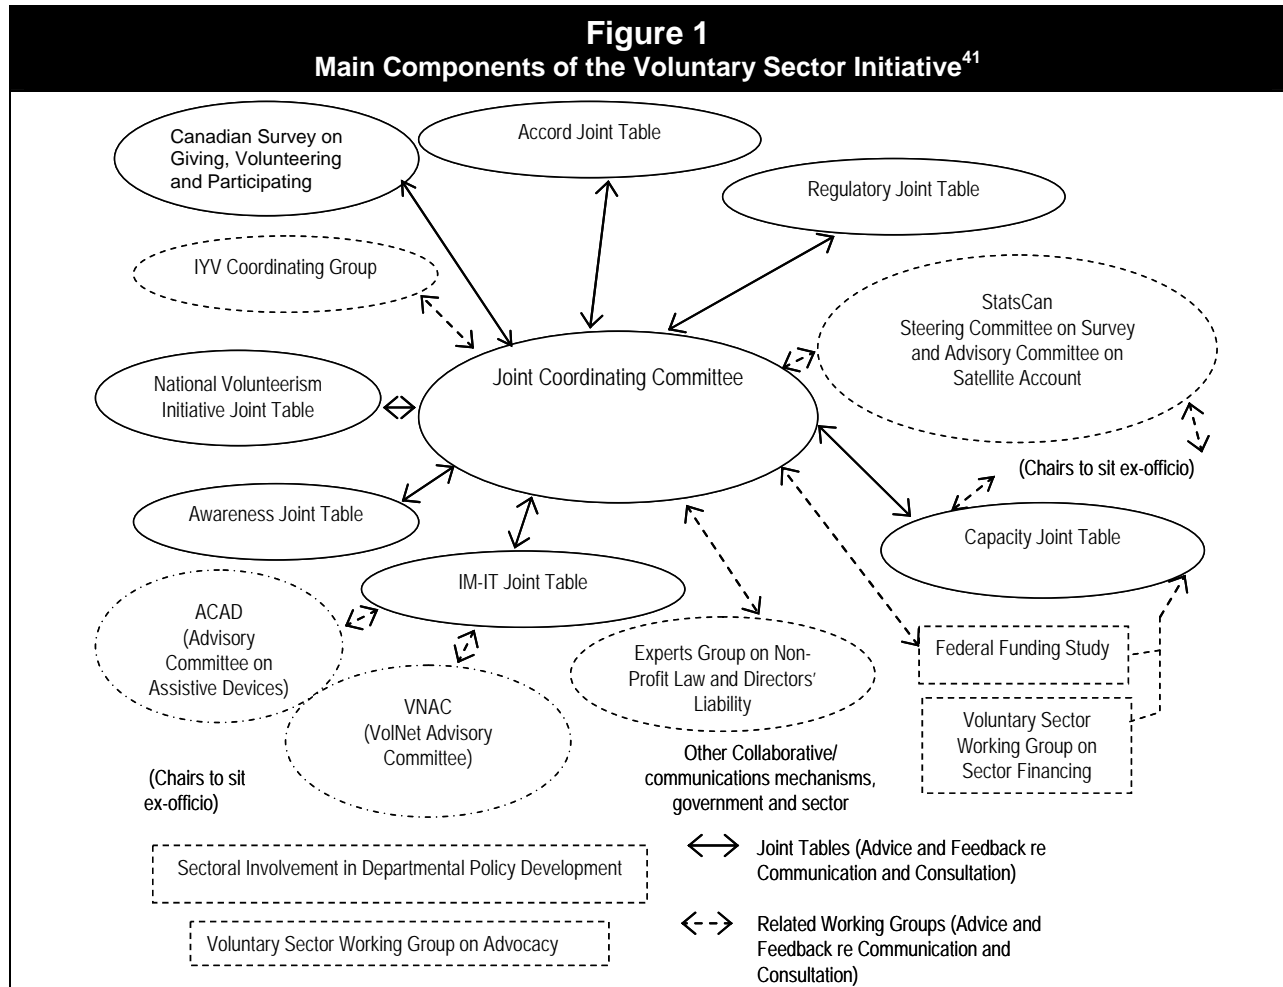 Figure 1
Main Components of the Voluntary Sector Initiative41
Canadian Survey on
Giving, Volunteering
and Participating
Accord Joint Table
Regulatory Joint Table
IYV Coordinating Group
StatsCan
Steering Committee on Survey
and Advisory Committee on
Satellite Account
National Volunteerism
Initiative Joint Table
Joint Coordinating Committee
(Chairs to sit ex-officio)
Awareness Joint Table
Capacity Joint Table
IM-IT Joint Table
ACAD
(Advisory
Committee on
Assistive Devices)
Experts Group on Non-
Profit Law and Directors'
Liability
Federal Funding Study
VNAC
(VolNet Advisory
Committee)
Voluntary Sector
Working Group on
Sector Financing
(Chairs to sit
ex-officio)
Other Collaborative/
communications mechanisms,
government and sector
Sectoral Involvement in Departmental Policy Development
Joint Tables (Advice and Feedback re
Communication and Consultation)
Voluntary Sector Working Group on Advocacy
Related Working Groups (Advice and
Feedback re Communication and
Consultation)